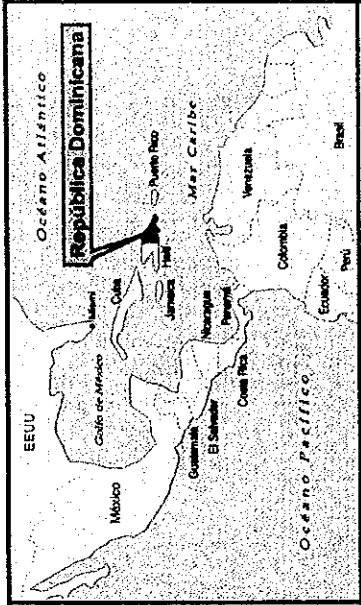 EEUU
Océano Atlántico
República Dominicana
Golfo de México
Miami
México
Cuba
Haití
Puerto Rico
Jamaica
Mar Caribe
Guatemala
El Salvador
Nicaragua
Costa Rica
Panamá
Venezuela
Colombia
Océano Pacífico
Ecuador
Perú
Brasil